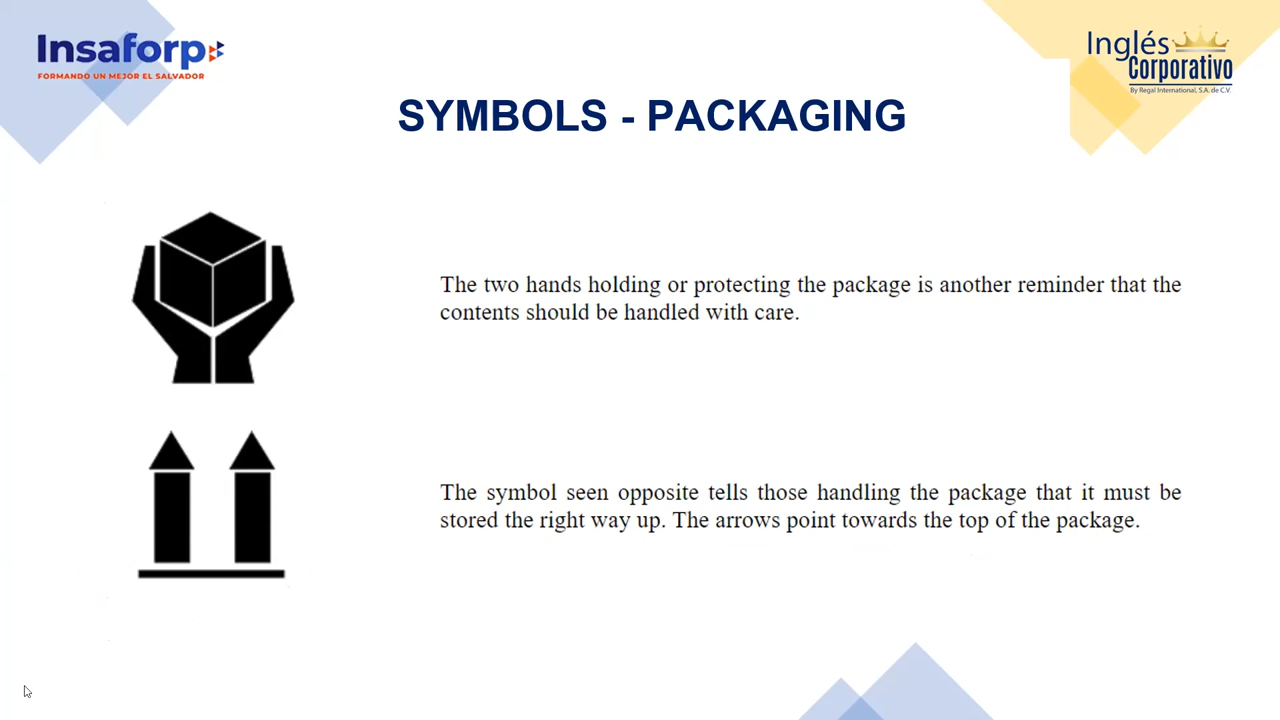 Insaforp
FORMANDO UN MEJOR EL SALVADOR
Inglés
Corporativo
By Regal International, S.A. de C.V.
SYMBOLS - PACKAGING
The two hands holding or protecting the package is another reminder that the
contents should be handled with care.
The symbol seen opposite tells those handling the package that it must be
stored the right way up. The arrows point towards the top of the package.